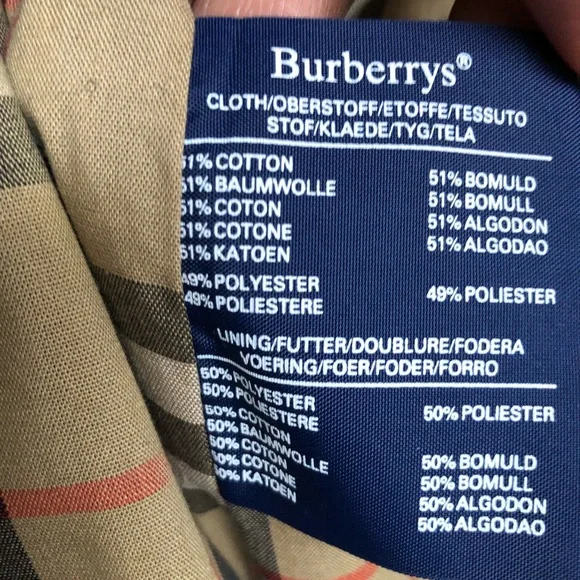 Burberrys®
CLOTH/OBERSTOFF/ETOFFE/TESSUTO
STOF/KLAEDE/TYG/TELA
51% COTTON
51% BAUMWOLLE
51% COTON
51% COTONE
51% KATOEN
51% BOMULD
51% BOMULL
51% ALGODON
51% ALGODAO
49% POLYESTER
49% POLIESTERE
49% POLIESTER
LINING/FUTTER/DOUBLURE/FODERA
VOERING/FOER/FODER/FORRO
50% POLYESTER
50% POLIESTERE
50% COTTON
50% BAUMWOLLE
50% COTON
50% COTONE
50% KATOEN
50% POLIESTER
50% BOMULD
50% BOMULL
50% ALGODON
50% ALGODAO